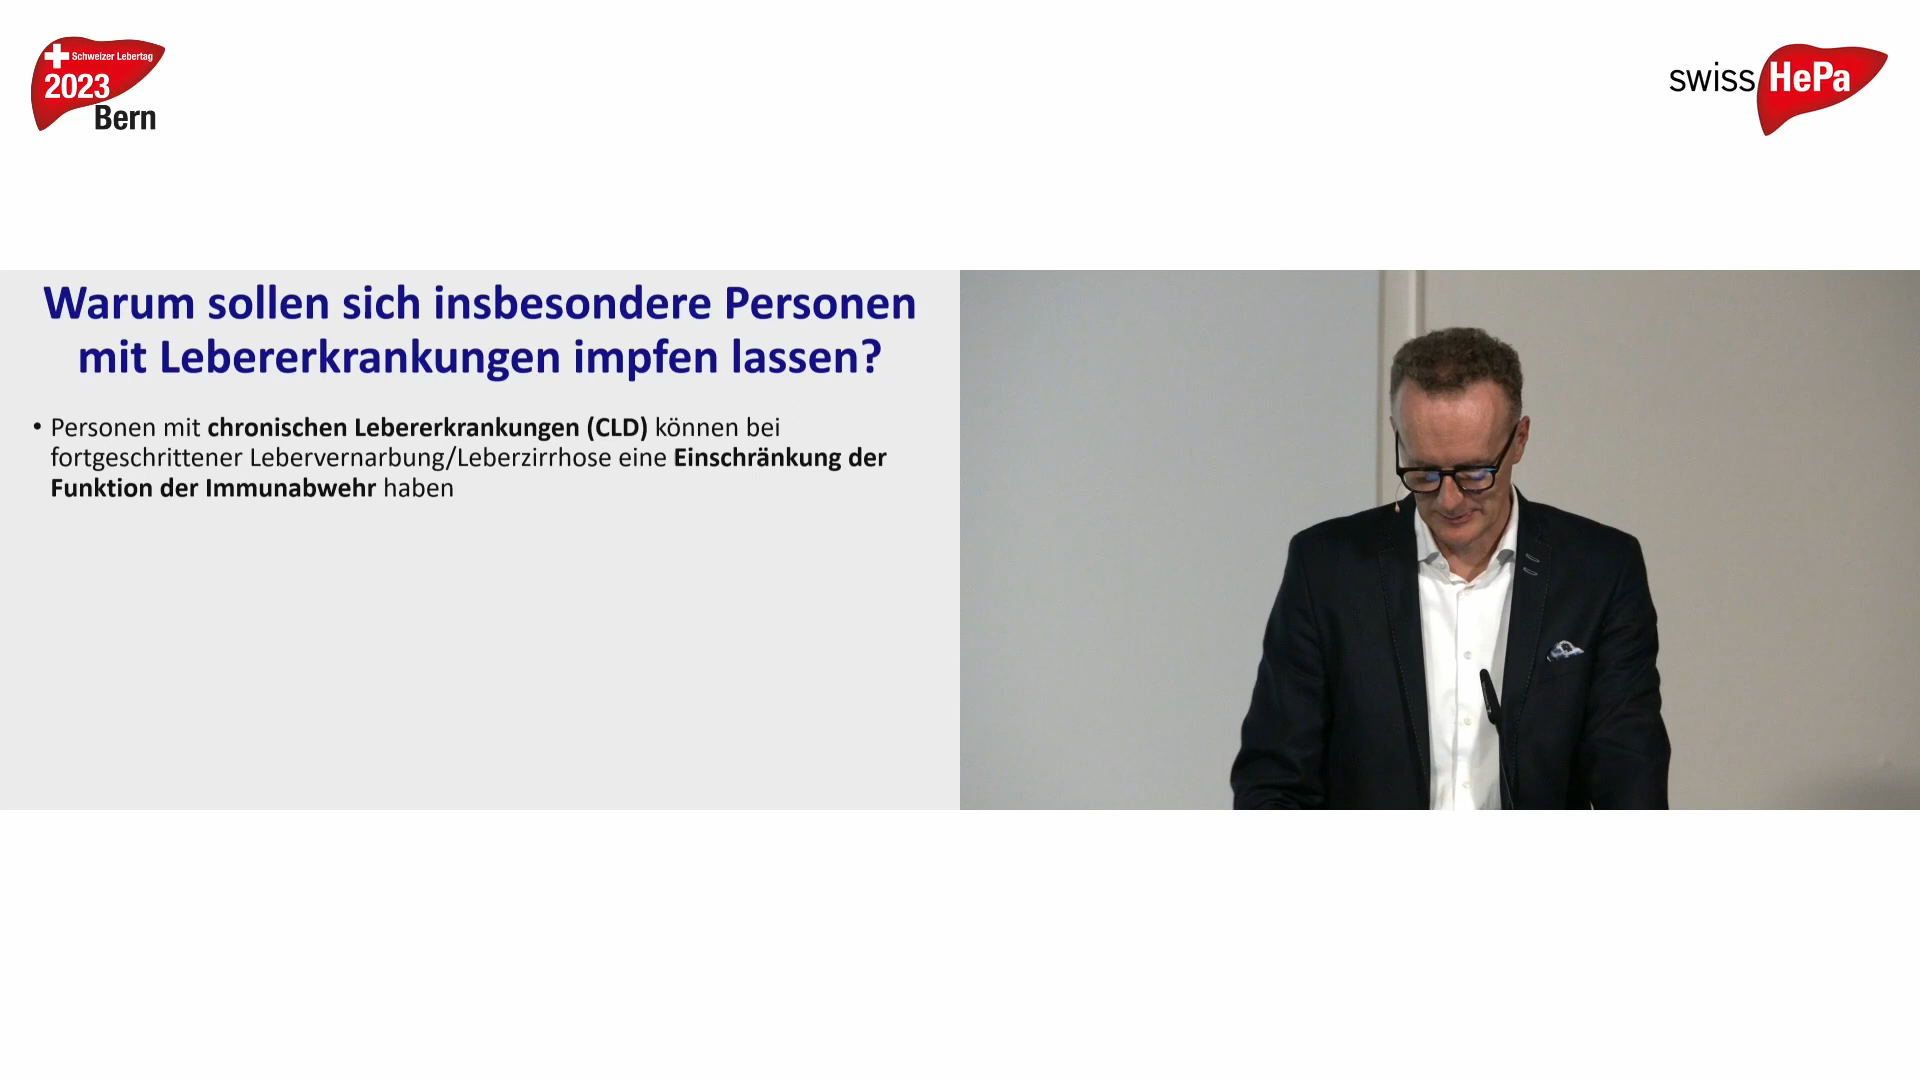 Schweizer Lebertag
2023
Bern
swiss HePa
Warum sollen sich insbesondere Personen
mit Lebererkrankungen impfen lassen?
• Personen mit chronischen Lebererkrankungen (CLD) können bei
fortgeschrittener Lebervernarbung/Leberzirrhose eine Einschränkung der
Funktion der Immunabwehr haben